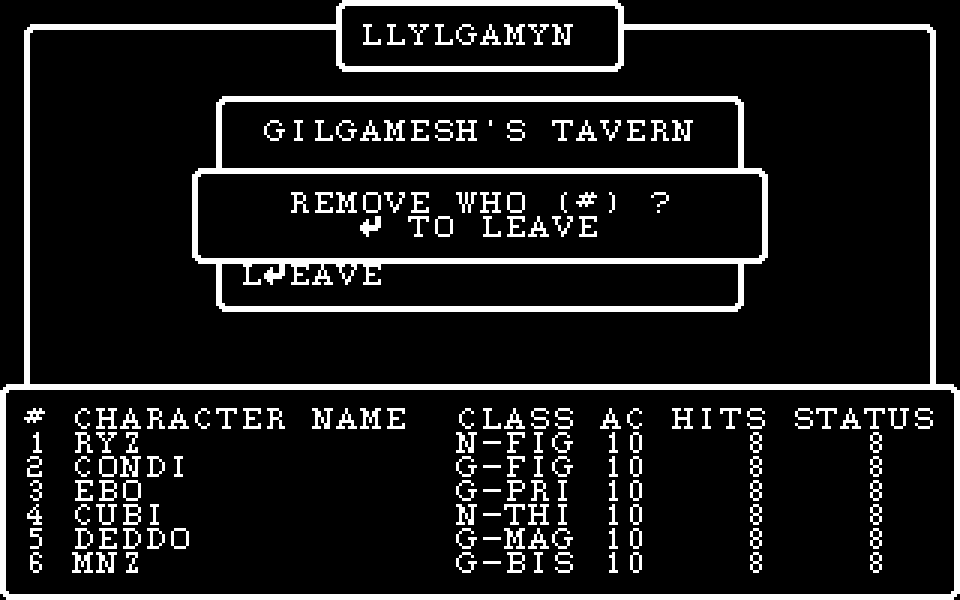 LLYLGAMYN
GILGAMESH'S TAVERN
REMOVE WHO (#) ?
↵ TO LEAVE
L↵EAVE
# CHARACTER NAME CLASS AC HITS STATUS
1 RYZ N-FIG 10 8 8
2 CONDI G-FIG 10 8 8
3 EBO G-PRI 10 8 8
4 CUBI N-THI 10 8 8
5 DEDDO G-MAG 10 8 8
6 MNZ G-BIS 10 8 8